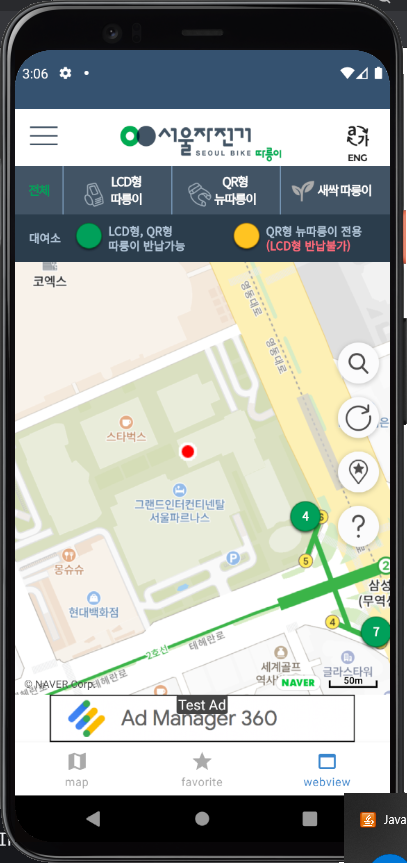 3:06
서울자전기
SEOUL BIKE 따릉이
ENG
전체
LCD형
따릉이
QR형
뉴따릉이
새싹 따릉이
대여소
LCD형, QR형
따릉이 반납가능
QR형 뉴따릉이 전용
(LCD형 반납불가)
코엑스
영동대로
영동대로
스타벅스
그랜드인터컨티넨탈
서울파르나스
4
6
5
P
몽슈슈
현대백화점
2
삼성
(무역센
4
7
2호선
테헤란로
테헤란로
세계골프
역사
글라스타워
© NAVER Corp.
NAVER
50m
Test Ad
Ad Manager 360
map
favorite
webview
Java